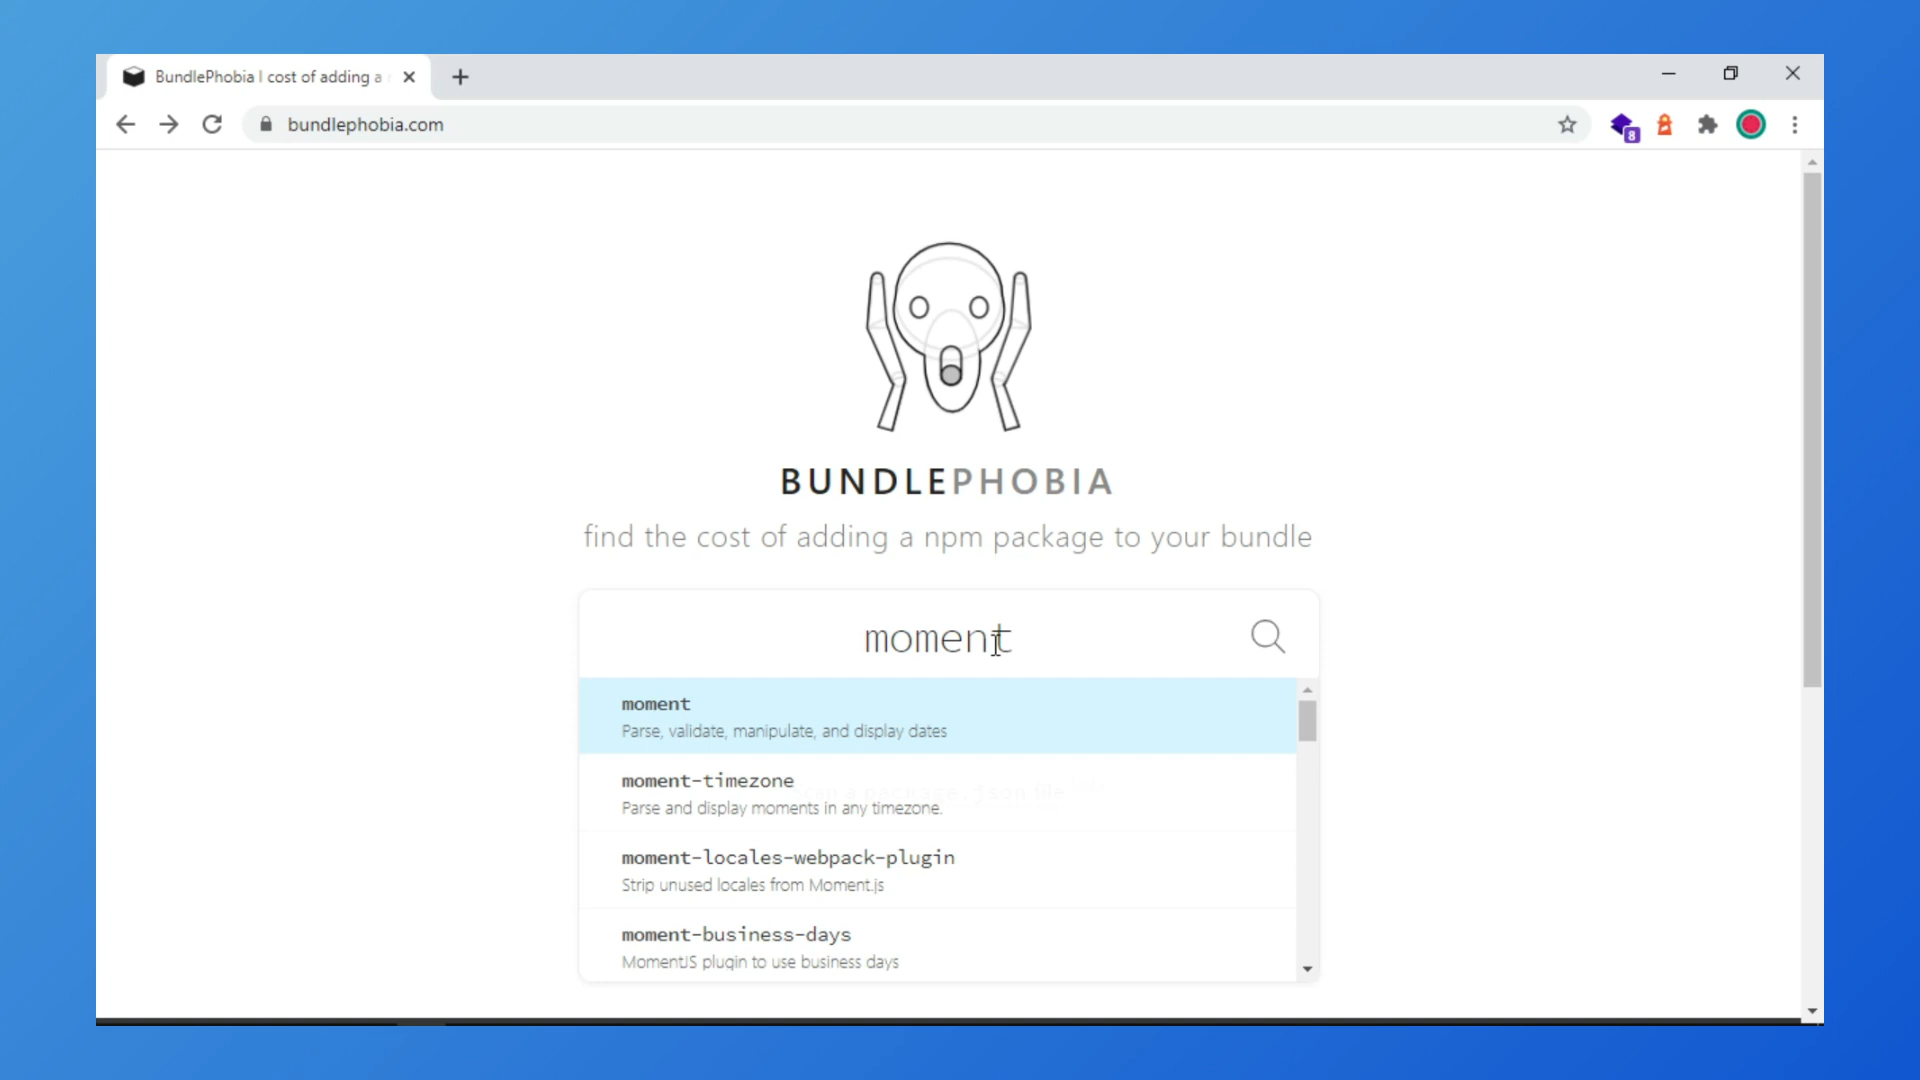 BundlePhobia | cost of adding a
bundlephobia.com
8
BUNDLEPHOBIA
find the cost of adding a npm package to your bundle
moment
moment
Parse, validate, manipulate, and display dates
moment-timezone
Parse and display moments in any timezone.
moment-locales-webpack-plugin
Strip unused locales from Moment.js
moment-business-days
MomentJS plugin to use business days